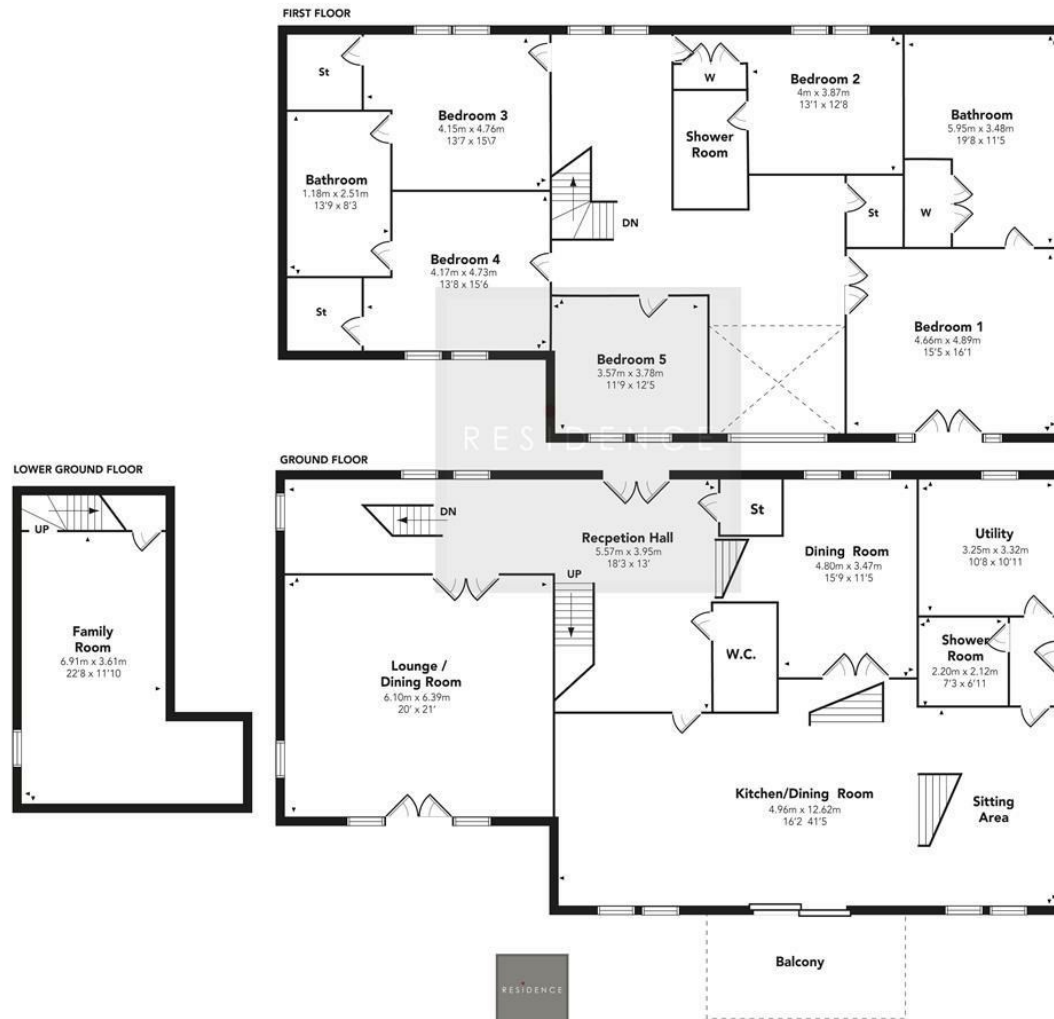 FIRST FLOOR
St
Bedroom 3
4.15m x 4.76m
13'7 x 15\7
W
Bedroom 2
4m x 3.87m
13'1 x 12'8
Bathroom
5.95m x 3.48m
19'8 x 11'5
Shower
Room
Bathroom
1.18m x 2.51m
13'9 x 8'3
DN
St
W
Bedroom 4
4.17m x 4.73m
13'8 x 15'6
St
Bedroom 5
3.57m x 3.78m
11'9 x 12'5
Bedroom 1
4.66m x 4.89m
15'5 x 16'1
RESIDENCE
LOWER GROUND FLOOR
UP
Family
Room
6.91m x 3.61m
22'8 x 11'10
GROUND FLOOR
DN
Recpetion Hall
5.57m x 3.95m
18'3 x 13'
UP
St
Dining Room
4.80m x 3.47m
15'9 x 11'5
Utility
3.25m x 3.32m
10'8 x 10'11
Lounge /
Dining Room
6.10m x 6.39m
20' x 21'
W.C.
Shower
Room
2.20m x 2.12m
7'3 x 6'11
Kitchen/Dining Room
4.96m x 12.62m
16'2 41'5
Sitting
Area
Balcony
RESIDENCE